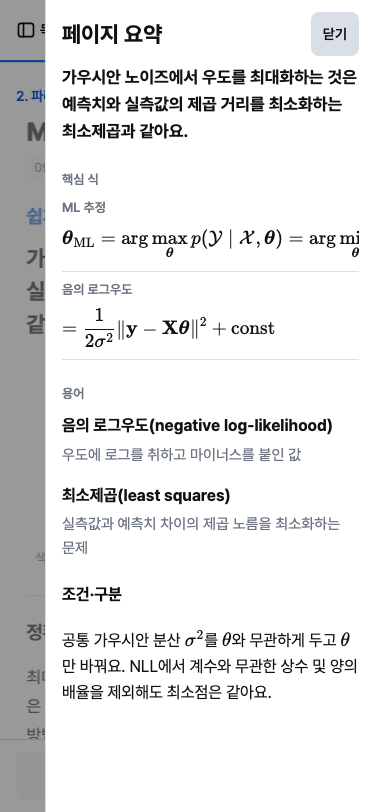 페이지 요약
닫기
가우시안 노이즈에서 우도를 최대화하는 것은
예측치와 실측값의 제곱 거리를 최소화하는
최소제곱과 같아요.
핵심 식
ML 추정
θ_ML = arg max_θ p(𝒴 | 𝒳, θ) = arg mi
θ
음의 로그우도
= 1/(2σ²) ‖y − Xθ‖² + const
용어
음의 로그우도(negative log-likelihood)
우도에 로그를 취하고 마이너스를 붙인 값
최소제곱(least squares)
실측값과 예측치 차이의 제곱 노름을 최소화하는
문제
조건·구분
공통 가우시안 분산 σ²를 θ와 무관하게 두고 θ
만 바꿔요. NLL에서 계수와 무관한 상수 및 양의
배율을 제외해도 최소점은 같아요.
2. 파